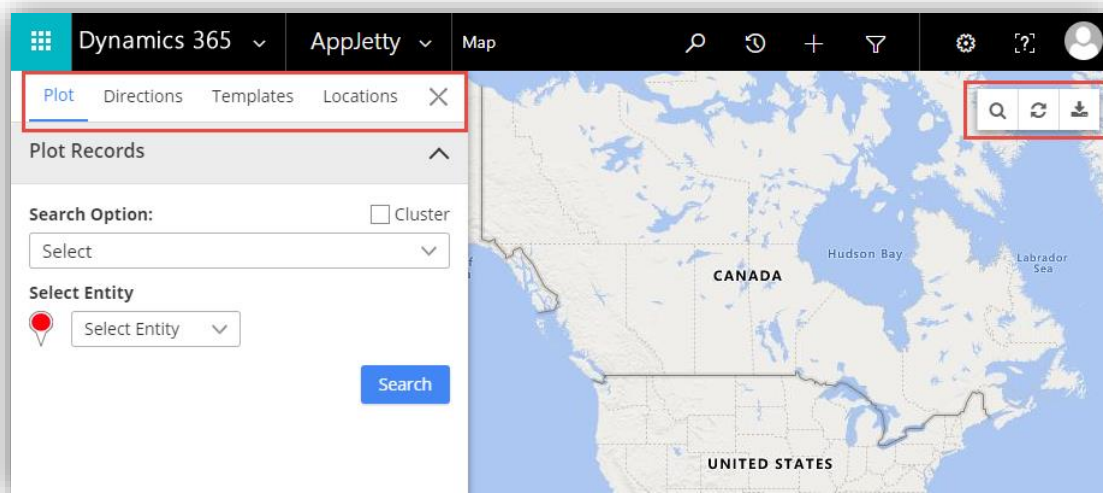 Dynamics 365 AppJetty Map
[?]
Plot Directions Templates Locations
Plot Records
Search Option:
Cluster
Select
Select Entity
Select Entity
Search
Hudson Bay
Labrador
Sea
CANADA
UNITED STATES